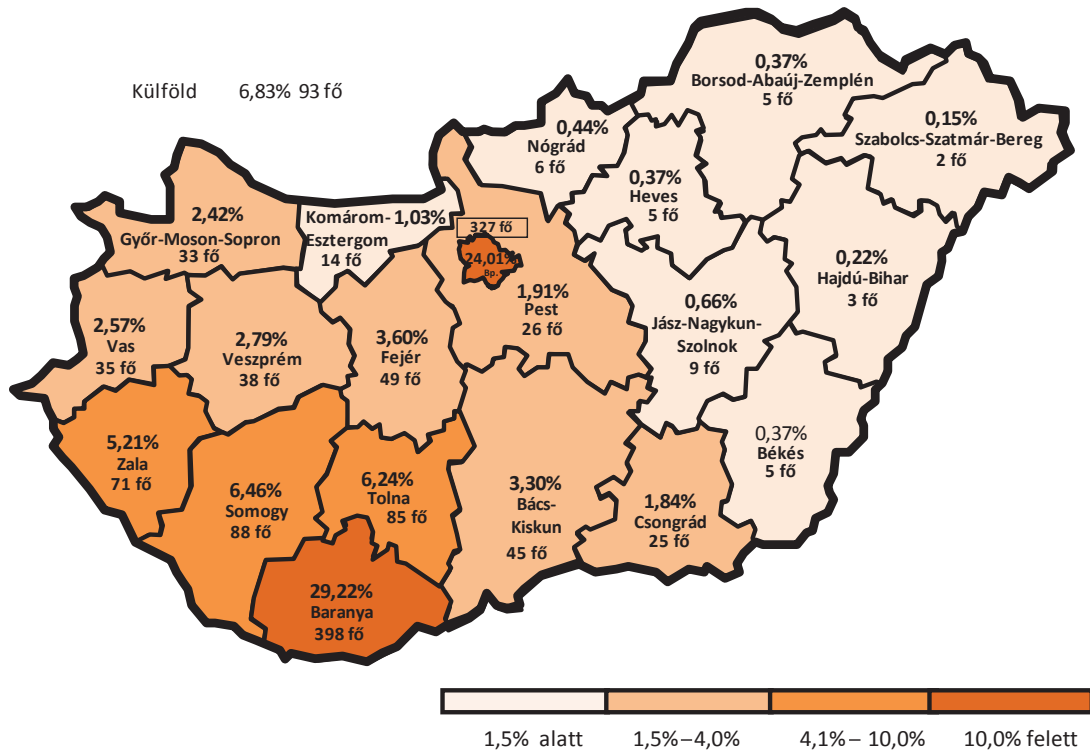 Külföld 6,83% 93 fő
0,37%
Borsod-Abaúj-Zemplén
5 fő
0,15%
Szabolcs-Szatmár-Bereg
2 fő
0,44%
Nógrád
6 fő
0,37%
Heves
5 fő
2,42%
Győr-Moson-Sopron
33 fő
Komárom- 1,03%
Esztergom
14 fő
327 fő
24,01%
Bp.
1,91%
Pest
26 fő
0,66%
Jász-Nagykun-
Szolnok
9 fő
0,22%
Hajdú-Bihar
3 fő
2,57%
Vas
35 fő
2,79%
Veszprém
38 fő
3,60%
Fejér
49 fő
5,21%
Zala
71 fő
6,46%
Somogy
88 fő
6,24%
Tolna
85 fő
3,30%
Bács-
Kiskun
45 fő
1,84%
Csongrád
25 fő
0,37%
Békés
5 fő
29,22%
Baranya
398 fő
1,5% alatt 1,5%–4,0% 4,1%–10,0% 10,0% felett